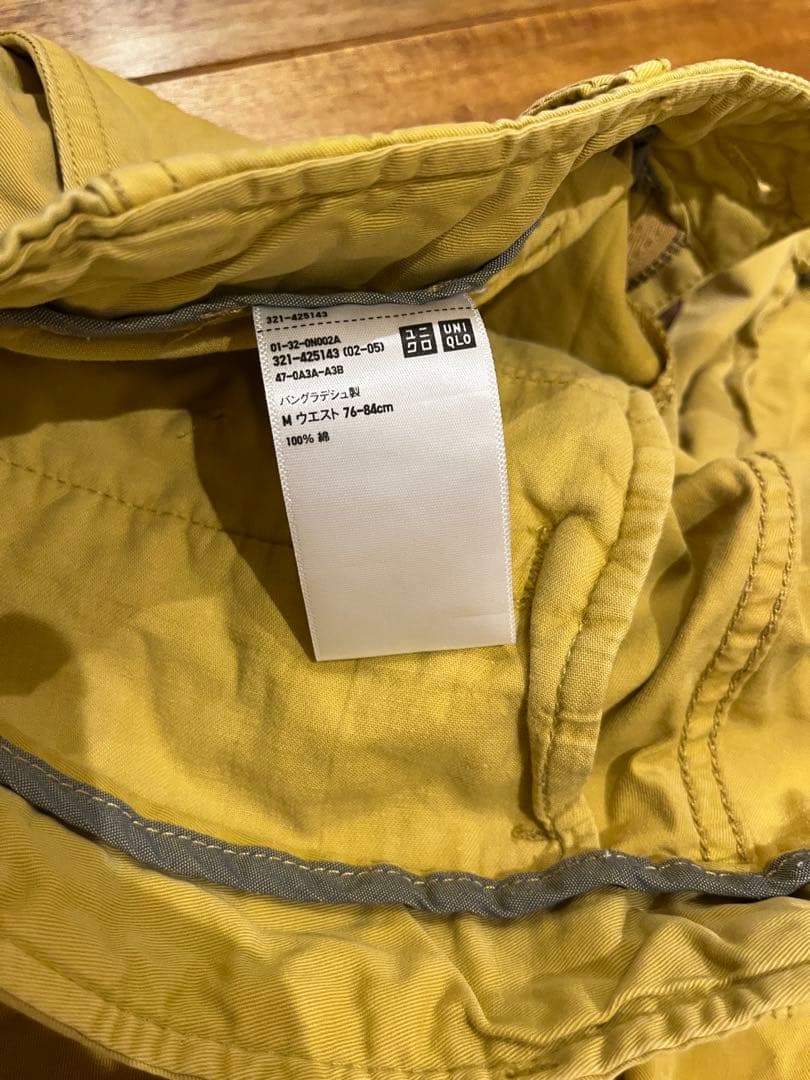 321-425143
01-32-0N002A
321-425143 (02-05)
47-0A3A-A3B
ユニ
クロ
UNI
QLO
バングラデシュ製
M ウエスト 76-84cm
100% 綿